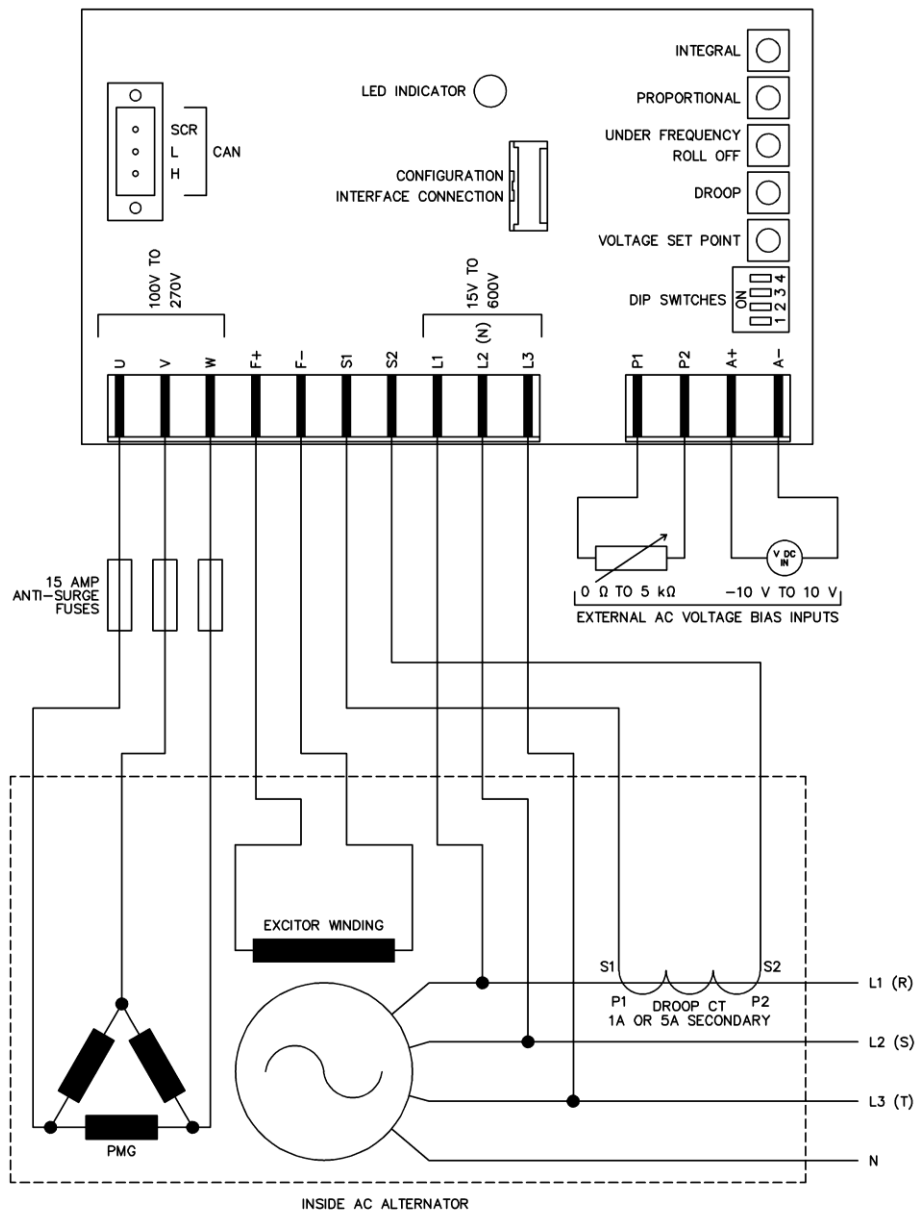 INTEGRAL
LED INDICATOR
PROPORTIONAL
SCR
L
H
CAN
UNDER FREQUENCY
ROLL OFF
CONFIGURATION
INTERFACE CONNECTION
DROOP
VOLTAGE SET POINT
100V TO
270V
15V TO
600V
DIP SWITCHES
ON
1 2 3 4
U
V
W
F+
F-
S1
S2
L1
L2 (N)
L3
P1
P2
A+
A-
15 AMP
ANTI-SURGE
FUSES
V DC
IN
0 Ω TO 5 kΩ
-10 V TO 10 V
EXTERNAL AC VOLTAGE BIAS INPUTS
EXCITOR WINDING
S1
S2
P1
P2
DROOP CT
1A OR 5A SECONDARY
L1 (R)
L2 (S)
L3 (T)
N
PMG
INSIDE AC ALTERNATOR